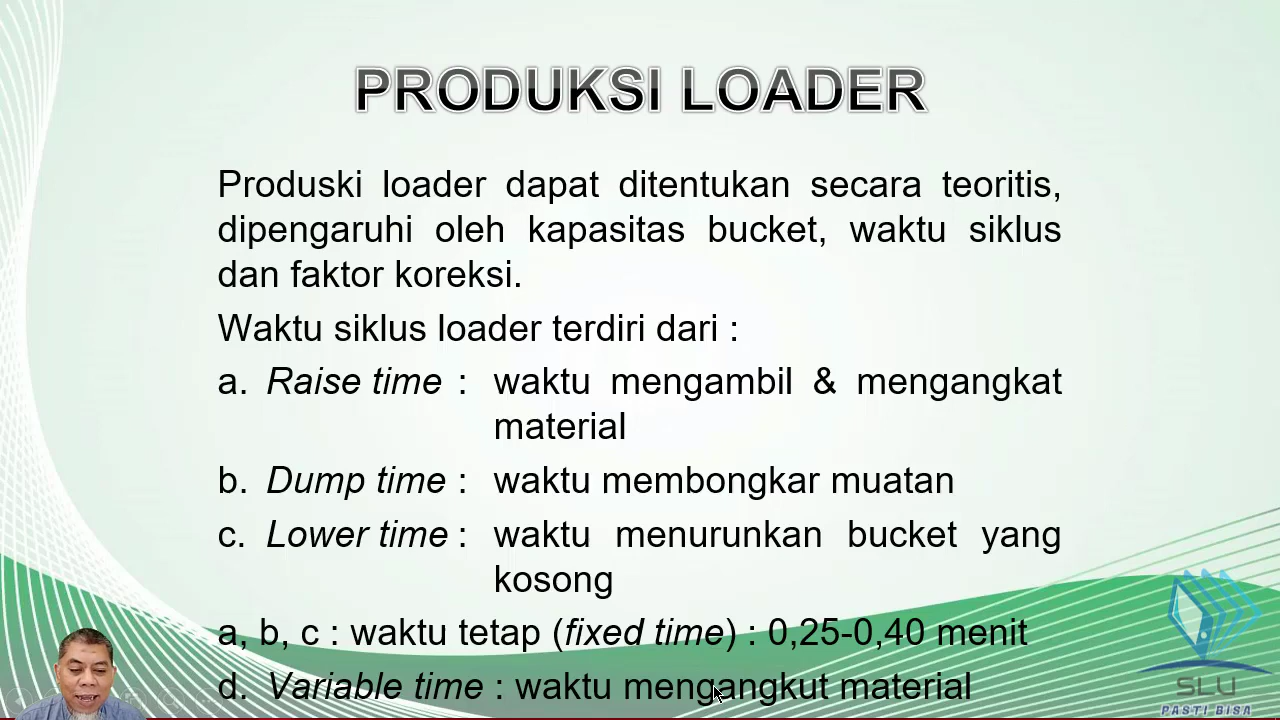 PRODUKSI LOADER
Produski loader dapat ditentukan secara teoritis,
dipengaruhi oleh kapasitas bucket, waktu siklus
dan faktor koreksi.
Waktu siklus loader terdiri dari :
a. Raise time : waktu mengambil & mengangkat
material
b. Dump time : waktu membongkar muatan
c. Lower time : waktu menurunkan bucket yang
kosong
a, b, c : waktu tetap (fixed time) : 0,25-0,40 menit
d. Variable time : waktu mengangkut material
SLU
PASTI BISA